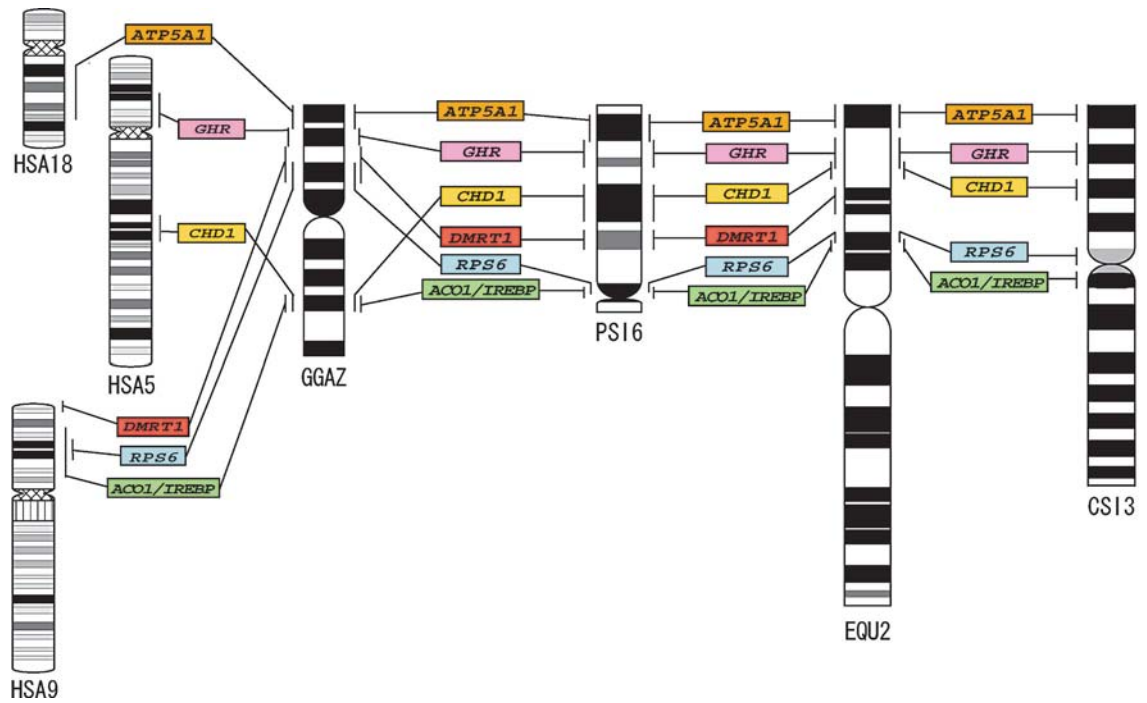 ATP5A1
HSA18
GHR
CHD1
HSA5
DMRT1
RPS6
ACO1/IREBP
HSA9
GGAZ
ATP5A1
GHR
CHD1
DMRT1
RPS6
ACO1/IREBP
PSI6
ATP5A1
GHR
CHD1
DMRT1
RPS6
ACO1/IREBP
EQU2
ATP5A1
GHR
CHD1
RPS6
ACO1/IREBP
CSI3